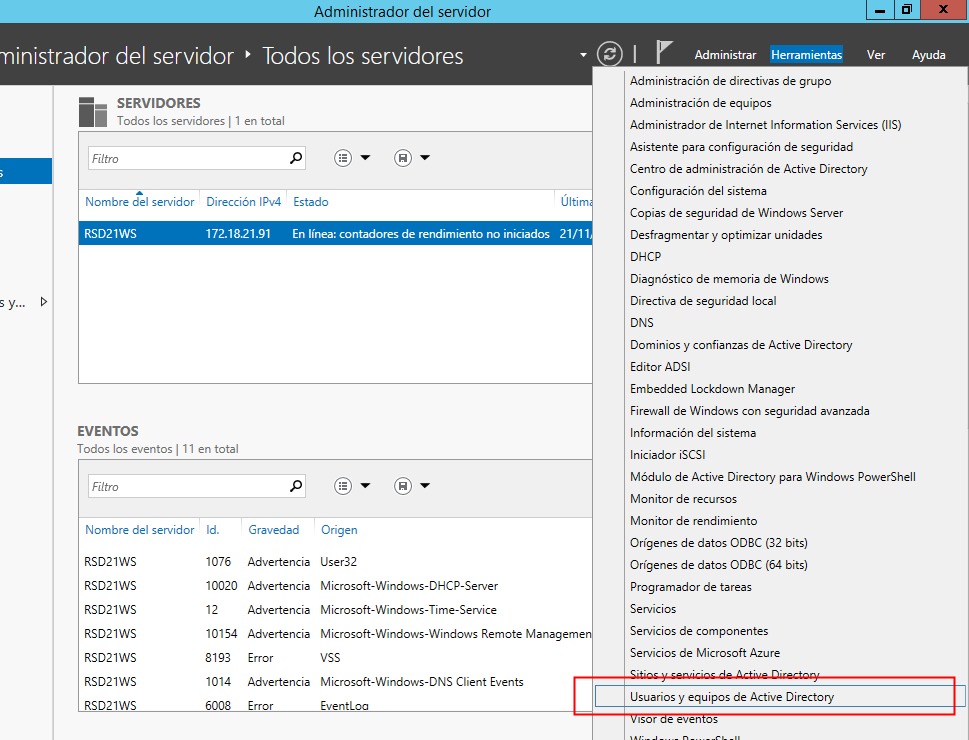 Administrador del servidor
ministrador del servidor ‣ Todos los servidores
Administrar Herramientas Ver Ayuda
SERVIDORES
Todos los servidores | 1 en total
Filtro
Nombre del servidor Dirección IPv4 Estado Última
RSD21WS 172.18.21.91 En línea: contadores de rendimiento no iniciados 21/11/
s
s y...
EVENTOS
Todos los eventos | 11 en total
Filtro
Nombre del servidor Id. Gravedad Origen
RSD21WS 1076 Advertencia User32
RSD21WS 10020 Advertencia Microsoft-Windows-DHCP-Server
RSD21WS 12 Advertencia Microsoft-Windows-Time-Service
RSD21WS 10154 Advertencia Microsoft-Windows-Windows Remote Managemen
RSD21WS 8193 Error VSS
RSD21WS 1014 Advertencia Microsoft-Windows-DNS Client Events
RSD21WS 6008 Error EventLog
Administración de directivas de grupo
Administración de equipos
Administrador de Internet Information Services (IIS)
Asistente para configuración de seguridad
Centro de administración de Active Directory
Configuración del sistema
Copias de seguridad de Windows Server
Desfragmentar y optimizar unidades
DHCP
Diagnóstico de memoria de Windows
Directiva de seguridad local
DNS
Dominios y confianzas de Active Directory
Editor ADSI
Embedded Lockdown Manager
Firewall de Windows con seguridad avanzada
Información del sistema
Iniciador iSCSI
Módulo de Active Directory para Windows PowerShell
Monitor de recursos
Monitor de rendimiento
Orígenes de datos ODBC (32 bits)
Orígenes de datos ODBC (64 bits)
Programador de tareas
Servicios
Servicios de componentes
Servicios de Microsoft Azure
Sitios y servicios de Active Directory
Usuarios y equipos de Active Directory
Visor de eventos
Windows PowerShell